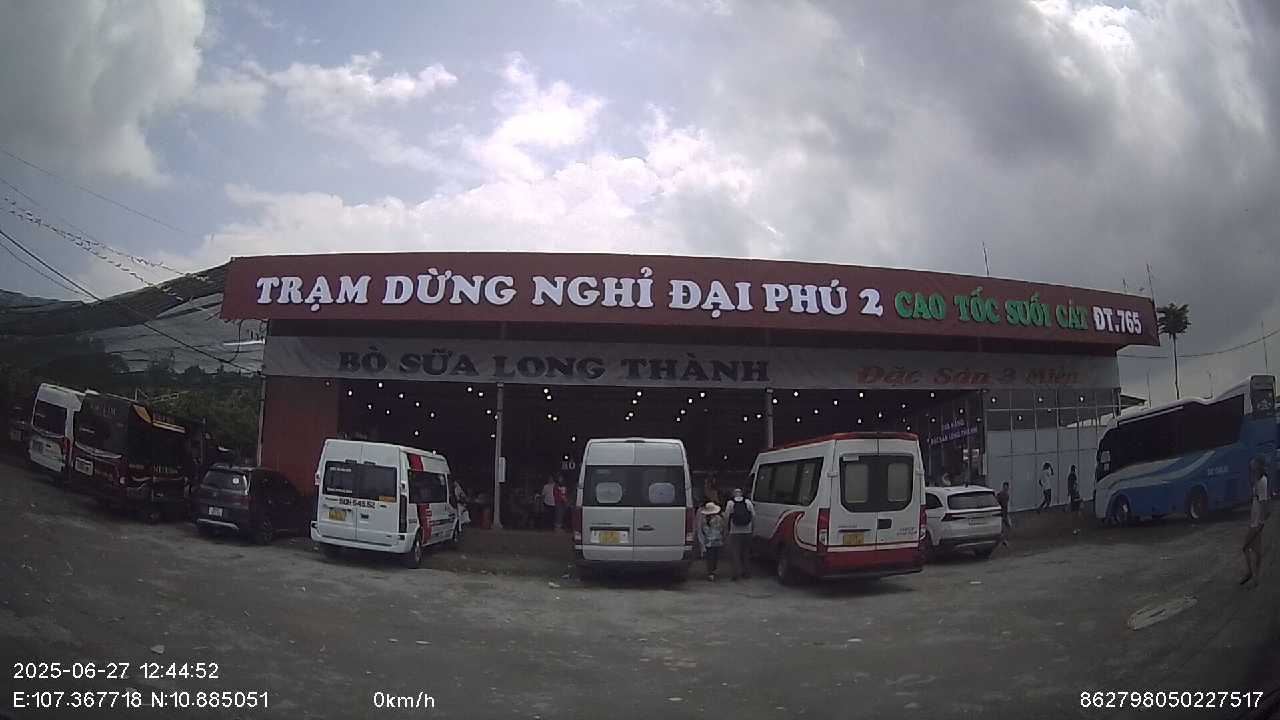 TRẠM DỪNG NGHỈ ĐẠI PHÚ 2 CAO TỐC SUỐI CÁT ĐT.765
BÒ SỮA LONG THÀNH Đặc Sản 3 Miền
2025-06-27 12:44:52
E:107.367718 N:10.885051 0km/h 862798050227517